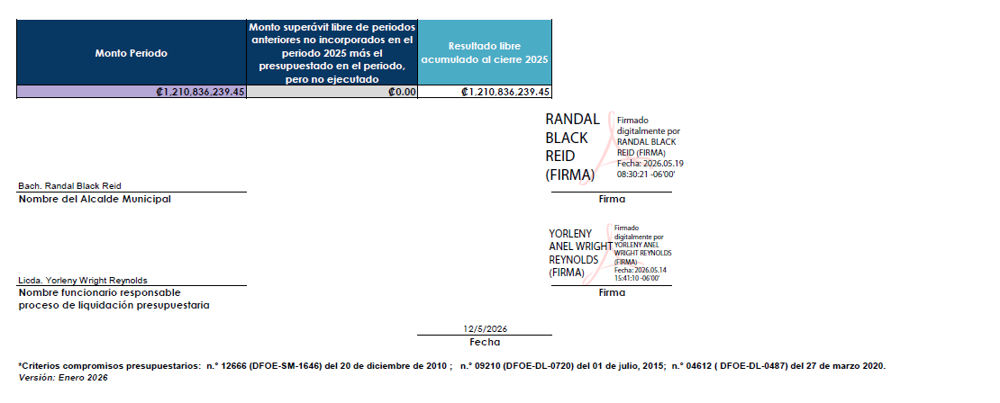 Monto Periodo
Monto superávit libre de periodos
anteriores no incorporados en el
periodo 2025 más el
presupuestado en el periodo,
pero no ejecutado
Resultado libre
acumulado al cierre 2025
₡1,210,836,239.45
₡0.00
₡1,210,836,239.45
RANDAL
BLACK
REID
(FIRMA)
Firmado
digitalmente por
RANDAL BLACK
REID (FIRMA)
Fecha: 2026.05.19
08:30:21 -06'00'
Bach. Randal Black Reid
Nombre del Alcalde Municipal
Firma
YORLENY
ANEL WRIGHT
REYNOLDS
(FIRMA)
Firmado
digitalmente por
YORLENY ANEL
WRIGHT REYNOLDS
(FIRMA)
Fecha: 2026.05.14
15:41:10 -06'00'
Licda. Yorleny Wright Reynolds
Nombre funcionario responsable
proceso de liquidación presupuestaria
Firma
12/5/2026
Fecha
*Criterios compromisos presupuestarios: n.° 12666 (DFOE-SM-1646) del 20 de diciembre de 2010 ; n.° 09210 (DFOE-DL-0720) del 01 de julio, 2015; n.° 04612 ( DFOE-DL-0487) del 27 de marzo 2020.
Versión: Enero 2026